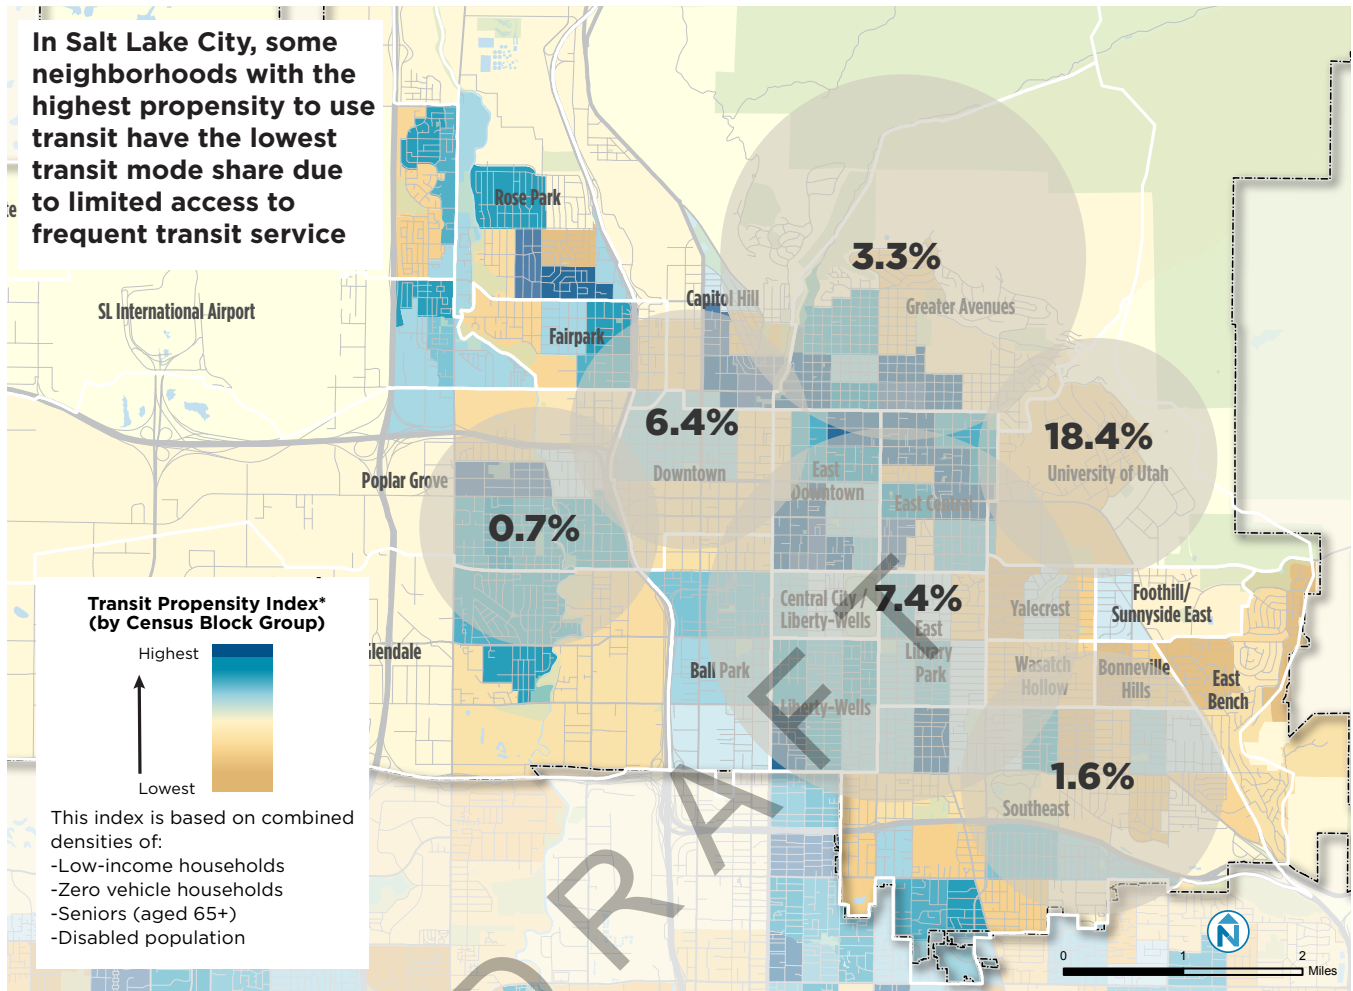 In Salt Lake City, some
neighborhoods with the
highest propensity to use
transit have the lowest
transit mode share due
to limited access to
frequent transit service
Rose Park
3.3%
SL International Airport
Capitol Hill
Greater Avenues
Fairpark
6.4%
18.4%
Poplar Grove
Downtown
East
Downtown
University of Utah
East Central
0.7%
Transit Propensity Index*
(by Census Block Group)
Highest
Lowest
This index is based on combined
densities of:
-Low-income households
-Zero vehicle households
-Seniors (aged 65+)
-Disabled population
Central City /
Liberty-Wells
7.4%
East
Library
Park
Yalecrest
Foothill/
Sunnyside East
Glendale
Ball Park
Wasatch
Hollow
Bonneville
Hills
East
Bench
Liberty-Wells
1.6%
Southeast
DRAFT
N
0 1 2
Miles